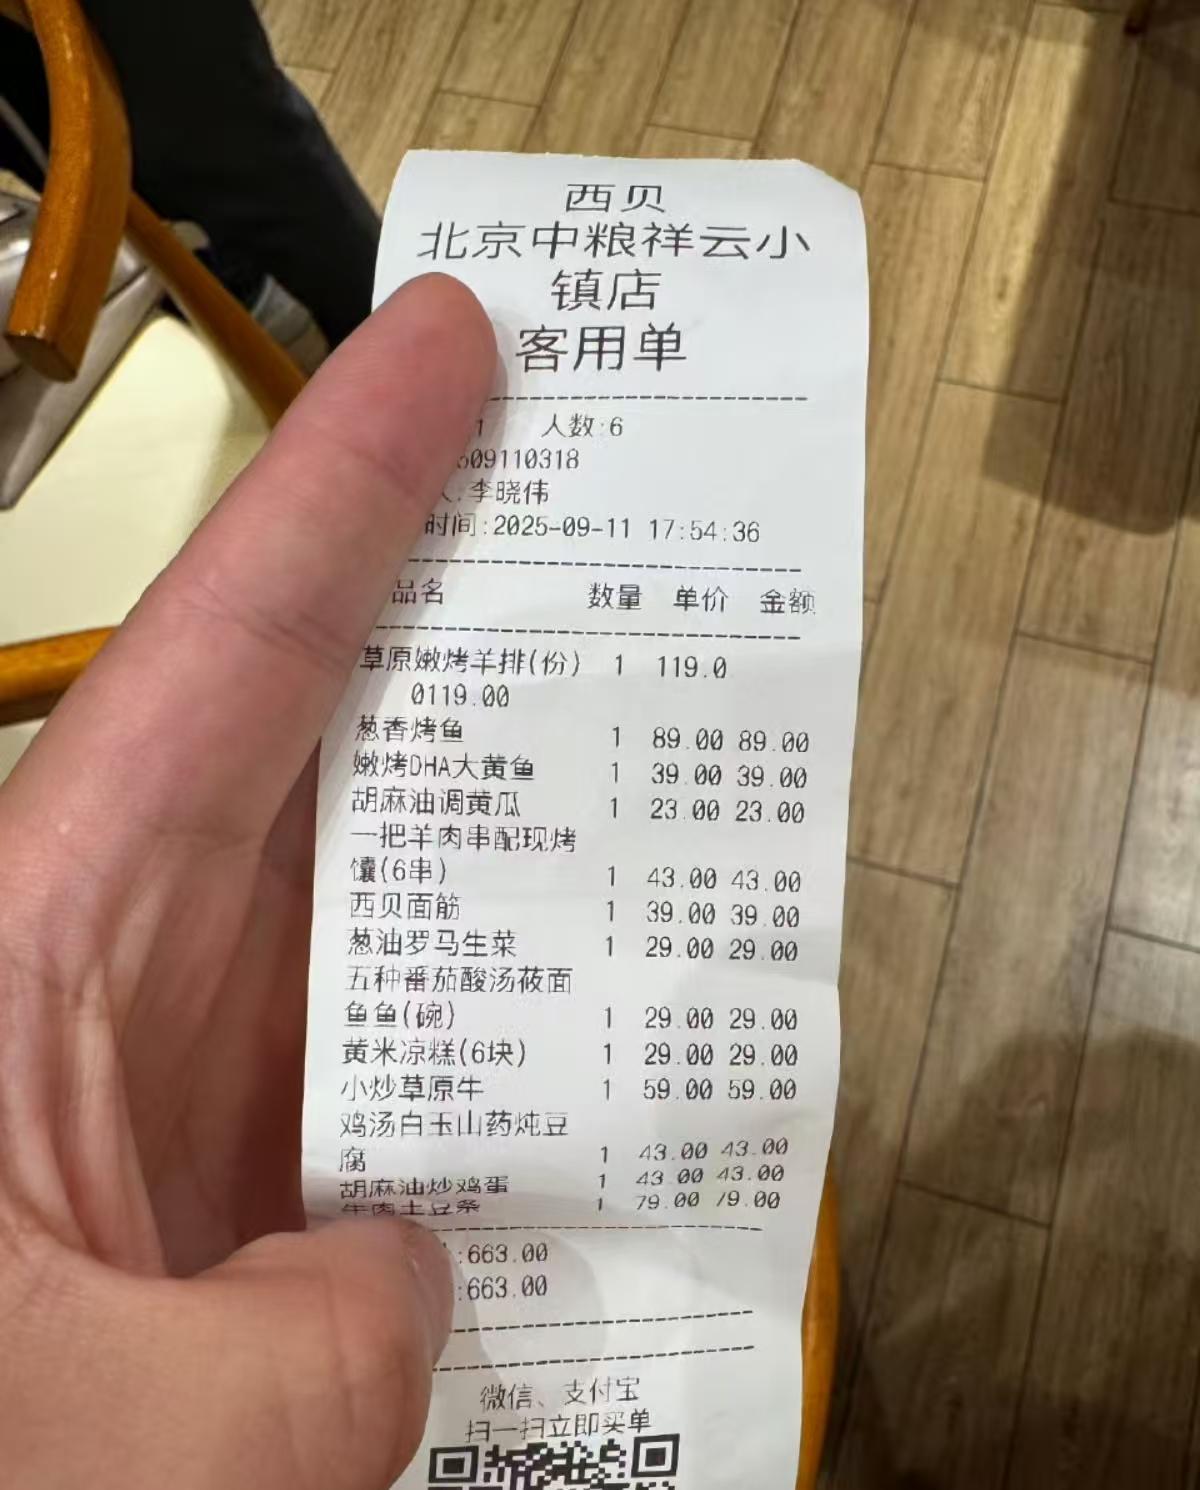 西贝
北京中粮祥云小
镇店
客用单
1 人数:6
509110318
人:李晓伟
时间:2025-09-11 17:54:36
品名 数量 单价 金额
草原嫩烤羊排(份) 1 119.0
0119.00
葱香烤鱼 1 89.00 89.00
嫩烤DHA大黄鱼 1 39.00 39.00
胡麻油调黄瓜 1 23.00 23.00
一把羊肉串配现烤
馕(6串) 1 43.00 43.00
西贝面筋 1 39.00 39.00
葱油罗马生菜 1 29.00 29.00
五种番茄酸汤莜面
鱼鱼(碗) 1 29.00 29.00
黄米凉糕(6块) 1 29.00 29.00
小炒草原牛 1 59.00 59.00
鸡汤白玉山药炖豆
腐 1 43.00 43.00
胡麻油炒鸡蛋 1 43.00 43.00
牛肉土豆条 1 79.00 79.00
:663.00
:663.00
微信、支付宝
扫一扫立即买单